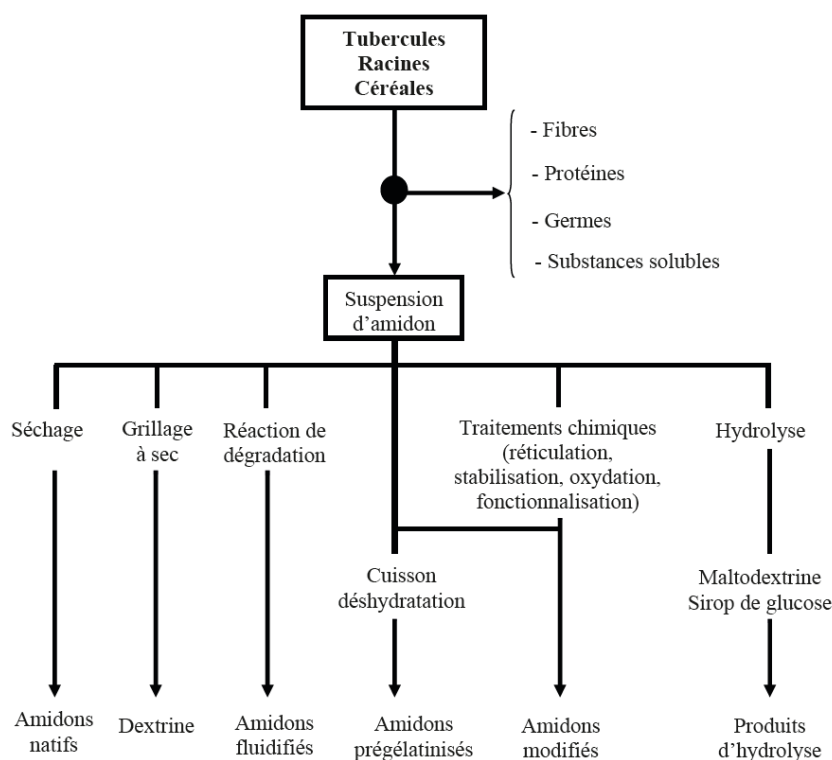 Tubercules
Racines
Céréales
- Fibres
- Protéines
- Germes
- Substances solubles
Suspension
d’amidon
Séchage
Grillage
à sec
Réaction de
dégradation
Traitements chimiques
(réticulation,
stabilisation, oxydation,
fonctionnalisation)
Hydrolyse
Cuisson
déshydratation
Maltodextrine
Sirop de glucose
Amidons
natifs
Dextrine
Amidons
fluidifiés
Amidons
prégélatinisés
Amidons
modifiés
Produits
d’hydrolyse